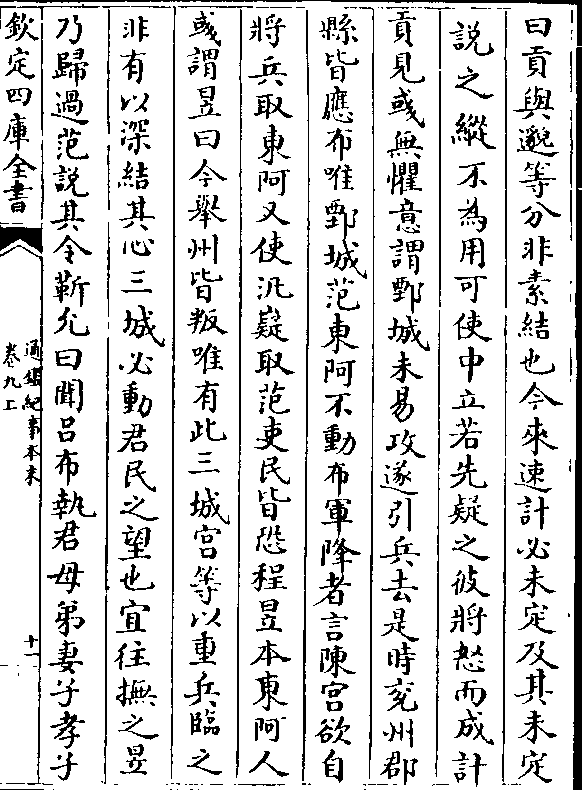 曰貢與邈等分非素結也今來速計必未定及其未定
說之縱不為用可使中立若先疑之彼將怒而成計
貢見彧無懼意謂鄄城未易攻遂引兵去是時兗州郡
縣皆應布唯鄄城范東阿不動布軍降者言陳宮欲自
將兵取東阿又使汎嶷取范吏民皆恐程昱本東阿人
彧謂昱曰今舉州皆叛唯有此三城宮等以重兵臨之
非有以深結其心三城必動君民之望也宜往撫之昱
乃歸過范說其令靳允曰聞呂布執君母弟妻子孝子
欽定四庫全書
通鑑紀事本末
卷九上
十一